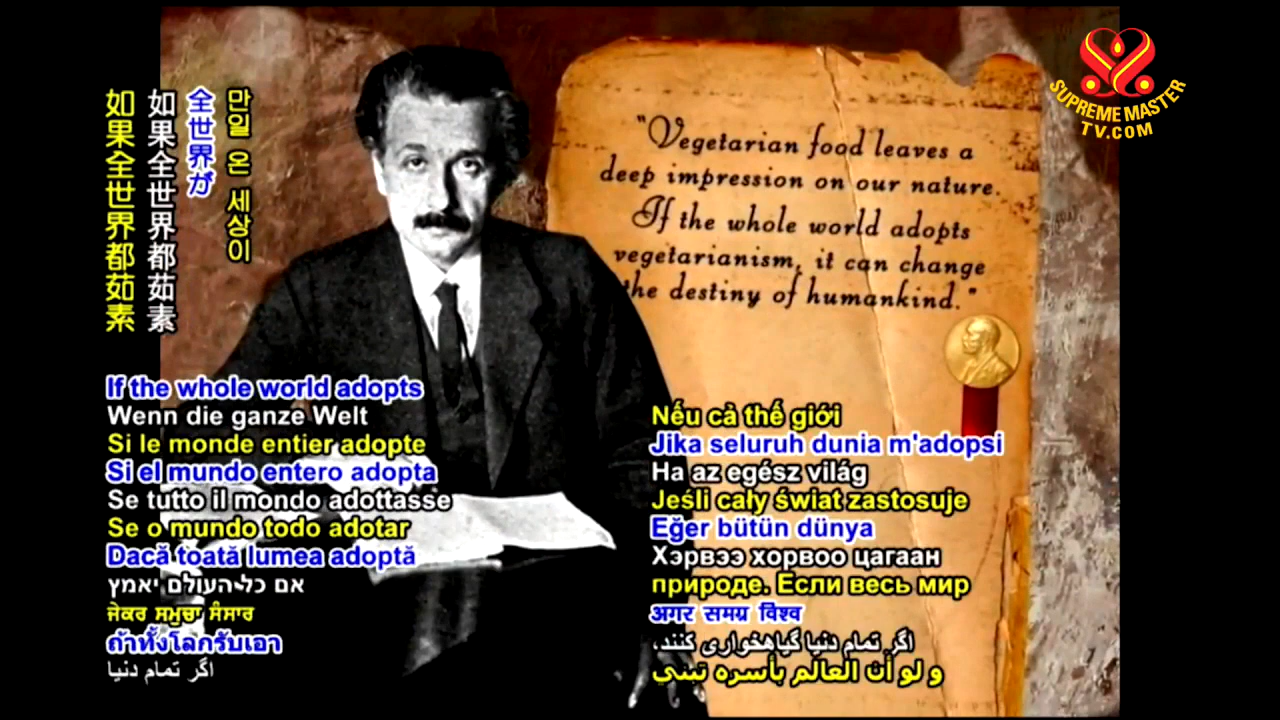 SUPREME MASTER
TV.COM
"Vegetarian food leaves a
deep impression on our nature.
If the whole world adopts
vegetarianism, it can change
the destiny of humankind."
만일 온 세상이
全世界が
如果全世界都茹素
如果全世界都茹素
If the whole world adopts
Wenn die ganze Welt
Si le monde entier adopte
Si el mundo entero adopta
Se tutto il mondo adottasse
Se o mundo todo adotar
Dacă toată lumea adoptă
אם כל-העולם יאמץ
ਜੇਕਰ ਸਮੁਚਾ ਸੰਸਾਰ
ถ้าทั้งโลกรับเอา
اگر تمام دنیا
Nếu cả thế giới
Jika seluruh dunia m'adopsi
Ha az egész világ
Jeśli cały świat zastosuje
Eğer bütün dünya
Хэрвээ хорвоо цагаан
природе. Если весь мир
अगर समग्र विश्व
اگر تمام دنیا گیاهخواری کنند،
و لو أن العالم بأسره تبنى